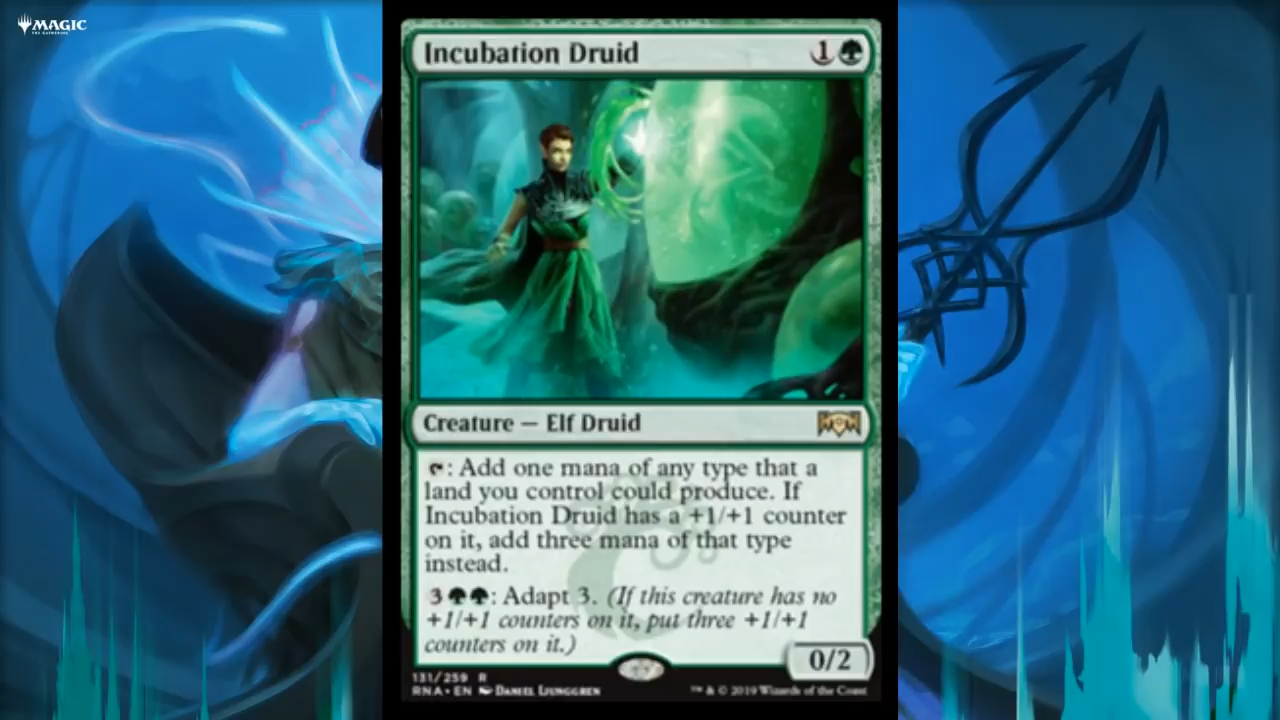 MAGIC
THE GATHERING
Incubation Druid 1
Creature — Elf Druid
: Add one mana of any type that a
land you control could produce. If
Incubation Druid has a +1/+1 counter
on it, add three mana of that type
instead.
3: Adapt 3. (If this creature has no
+1/+1 counters on it, put three +1/+1
counters on it.)
0/2
131/259 R
RNA • EN Daniel Ljunggren
™ & © 2019 Wizards of the Coast